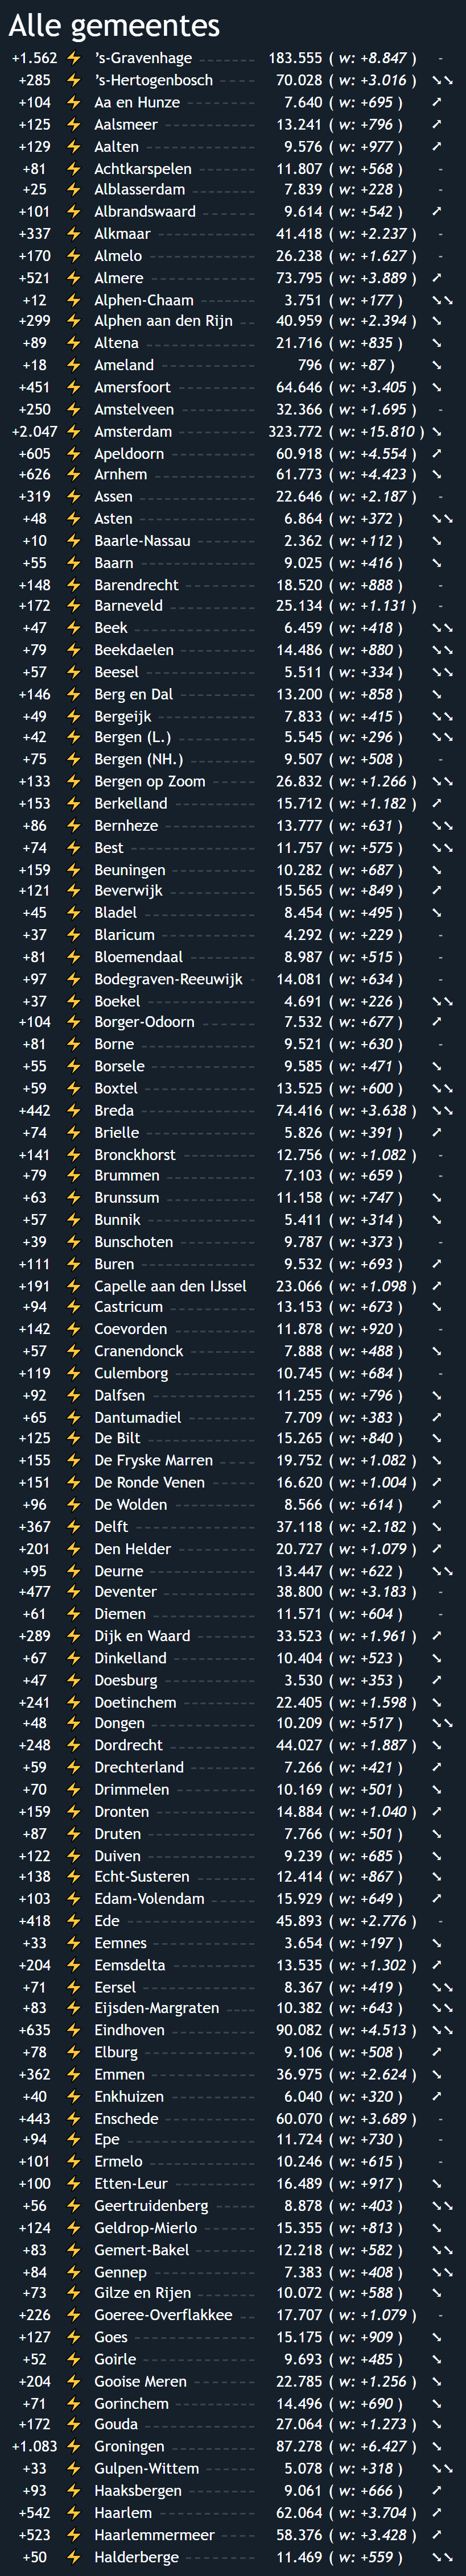 Alle gemeentes
+1.562 ⚡ ’s-Gravenhage 183.555 ( w: +8.847 ) -
+285 ⚡ ’s-Hertogenbosch 70.028 ( w: +3.016 ) ➘➘
+104 ⚡ Aa en Hunze 7.640 ( w: +695 ) ➚
+125 ⚡ Aalsmeer 13.241 ( w: +796 ) ➚
+129 ⚡ Aalten 9.576 ( w: +977 ) ➚
+81 ⚡ Achtkarspelen 11.807 ( w: +568 ) -
+25 ⚡ Alblasserdam 7.839 ( w: +228 ) -
+101 ⚡ Albrandswaard 9.614 ( w: +542 ) ➚
+337 ⚡ Alkmaar 41.418 ( w: +2.237 ) -
+170 ⚡ Almelo 26.238 ( w: +1.627 ) -
+521 ⚡ Almere 73.795 ( w: +3.889 ) ➚
+12 ⚡ Alphen-Chaam 3.751 ( w: +177 ) ➘➘
+299 ⚡ Alphen aan den Rijn 40.959 ( w: +2.394 ) ➘
+89 ⚡ Altena 21.716 ( w: +835 ) ➘
+18 ⚡ Ameland 796 ( w: +87 ) ➘
+451 ⚡ Amersfoort 64.646 ( w: +3.405 ) ➘
+250 ⚡ Amstelveen 32.366 ( w: +1.695 ) -
+2.047 ⚡ Amsterdam 323.772 ( w: +15.810 ) ➘
+605 ⚡ Apeldoorn 60.918 ( w: +4.554 ) ➚
+626 ⚡ Arnhem 61.773 ( w: +4.423 ) ➘
+319 ⚡ Assen 22.646 ( w: +2.187 ) -
+48 ⚡ Asten 6.864 ( w: +372 ) ➘➘
+10 ⚡ Baarle-Nassau 2.362 ( w: +112 ) ➘
+55 ⚡ Baarn 9.025 ( w: +416 ) ➘
+148 ⚡ Barendrecht 18.520 ( w: +888 ) -
+172 ⚡ Barneveld 25.134 ( w: +1.131 ) -
+47 ⚡ Beek 6.459 ( w: +418 ) ➘➘
+79 ⚡ Beekdaelen 14.486 ( w: +880 ) ➘➘
+57 ⚡ Beesel 5.511 ( w: +334 ) ➘➘
+146 ⚡ Berg en Dal 13.200 ( w: +858 ) ➘
+49 ⚡ Bergeijk 7.833 ( w: +415 ) ➘➘
+42 ⚡ Bergen (L.) 5.545 ( w: +296 ) ➘➘
+75 ⚡ Bergen (NH.) 9.507 ( w: +508 ) -
+133 ⚡ Bergen op Zoom 26.832 ( w: +1.266 ) ➘➘
+153 ⚡ Berkelland 15.712 ( w: +1.182 ) ➚
+86 ⚡ Bernheze 13.777 ( w: +631 ) ➘➘
+74 ⚡ Best 11.757 ( w: +575 ) ➘➘
+159 ⚡ Beuningen 10.282 ( w: +687 ) ➘
+121 ⚡ Beverwijk 15.565 ( w: +849 ) ➚
+45 ⚡ Bladel 8.454 ( w: +495 ) ➘
+37 ⚡ Blaricum 4.292 ( w: +229 ) -
+81 ⚡ Bloemendaal 8.987 ( w: +515 ) -
+97 ⚡ Bodegraven-Reeuwijk 14.081 ( w: +634 ) -
+37 ⚡ Boekel 4.691 ( w: +226 ) ➘➘
+104 ⚡ Borger-Odoorn 7.532 ( w: +677 ) ➚
+81 ⚡ Borne 9.521 ( w: +630 ) -
+55 ⚡ Borsele 9.585 ( w: +471 ) ➘
+59 ⚡ Boxtel 13.525 ( w: +600 ) ➘➘
+442 ⚡ Breda 74.416 ( w: +3.638 ) ➘➘
+74 ⚡ Brielle 5.826 ( w: +391 ) ➚
+141 ⚡ Bronckhorst 12.756 ( w: +1.082 ) -
+79 ⚡ Brummen 7.103 ( w: +659 ) -
+63 ⚡ Brunssum 11.158 ( w: +747 ) ➘
+57 ⚡ Bunnik 5.411 ( w: +314 ) ➘
+39 ⚡ Bunschoten 9.787 ( w: +373 ) -
+111 ⚡ Buren 9.532 ( w: +693 ) ➚
+191 ⚡ Capelle aan den IJssel 23.066 ( w: +1.098 ) ➚
+94 ⚡ Castricum 13.153 ( w: +673 ) ➘
+142 ⚡ Coevorden 11.878 ( w: +920 ) -
+57 ⚡ Cranendonck 7.888 ( w: +488 ) ➘
+119 ⚡ Culemborg 10.745 ( w: +684 ) -
+92 ⚡ Dalfsen 11.255 ( w: +796 ) ➘
+65 ⚡ Dantumadiel 7.709 ( w: +383 ) ➚
+125 ⚡ De Bilt 15.265 ( w: +840 ) ➘
+155 ⚡ De Fryske Marren 19.752 ( w: +1.082 ) ➘
+151 ⚡ De Ronde Venen 16.620 ( w: +1.004 ) ➚
+96 ⚡ De Wolden 8.566 ( w: +614 ) ➚
+367 ⚡ Delft 37.118 ( w: +2.182 ) ➘
+201 ⚡ Den Helder 20.727 ( w: +1.079 ) ➚
+95 ⚡ Deurne 13.447 ( w: +622 ) ➘➘
+477 ⚡ Deventer 38.800 ( w: +3.183 ) -
+61 ⚡ Diemen 11.571 ( w: +604 ) -
+289 ⚡ Dijk en Waard 33.523 ( w: +1.961 ) ➚
+67 ⚡ Dinkelland 10.404 ( w: +523 ) ➘
+47 ⚡ Doesburg 3.530 ( w: +353 ) ➚
+241 ⚡ Doetinchem 22.405 ( w: +1.598 ) ➘
+48 ⚡ Dongen 10.209 ( w: +517 ) ➘➘
+248 ⚡ Dordrecht 44.027 ( w: +1.887 ) ➘
+59 ⚡ Drechterland 7.266 ( w: +421 ) ➚
+70 ⚡ Drimmelen 10.169 ( w: +501 ) ➘
+159 ⚡ Dronten 14.884 ( w: +1.040 ) ➚
+87 ⚡ Druten 7.766 ( w: +501 ) ➘
+122 ⚡ Duiven 9.239 ( w: +685 ) ➘
+138 ⚡ Echt-Susteren 12.414 ( w: +867 ) ➘
+103 ⚡ Edam-Volendam 15.929 ( w: +649 ) ➚
+418 ⚡ Ede 45.893 ( w: +2.776 ) -
+33 ⚡ Eemnes 3.654 ( w: +197 ) ➘
+204 ⚡ Eemsdelta 13.535 ( w: +1.302 ) ➚
+71 ⚡ Eersel 8.367 ( w: +419 ) ➘➘
+83 ⚡ Eijsden-Margraten 10.382 ( w: +643 ) ➘➘
+635 ⚡ Eindhoven 90.082 ( w: +4.513 ) ➘➘
+78 ⚡ Elburg 9.106 ( w: +508 ) ➚
+362 ⚡ Emmen 36.975 ( w: +2.624 ) ➘
+40 ⚡ Enkhuizen 6.040 ( w: +320 ) ➚
+443 ⚡ Enschede 60.070 ( w: +3.689 ) -
+94 ⚡ Epe 11.724 ( w: +730 ) -
+101 ⚡ Ermelo 10.246 ( w: +615 ) -
+100 ⚡ Etten-Leur 16.489 ( w: +917 ) ➘
+56 ⚡ Geertruidenberg 8.878 ( w: +403 ) ➘➘
+124 ⚡ Geldrop-Mierlo 15.355 ( w: +813 ) ➘
+83 ⚡ Gemert-Bakel 12.218 ( w: +582 ) ➘➘
+84 ⚡ Gennep 7.383 ( w: +408 ) ➘➘
+73 ⚡ Gilze en Rijen 10.072 ( w: +588 ) ➘
+226 ⚡ Goeree-Overflakkee 17.707 ( w: +1.079 ) -
+127 ⚡ Goes 15.175 ( w: +909 ) ➘
+52 ⚡ Goirle 9.693 ( w: +485 ) ➘
+204 ⚡ Gooise Meren 22.785 ( w: +1.256 ) ➘
+71 ⚡ Gorinchem 14.496 ( w: +690 ) ➘
+172 ⚡ Gouda 27.064 ( w: +1.273 ) ➘
+1.083 ⚡ Groningen 87.278 ( w: +6.427 ) ➘
+33 ⚡ Gulpen-Wittem 5.078 ( w: +318 ) ➘➘
+93 ⚡ Haaksbergen 9.061 ( w: +666 ) ➚
+542 ⚡ Haarlem 62.064 ( w: +3.704 ) ➚
+523 ⚡ Haarlemmermeer 58.376 ( w: +3.428 ) ➚
+50 ⚡ Halderberge 11.469 ( w: +559 ) ➘➘